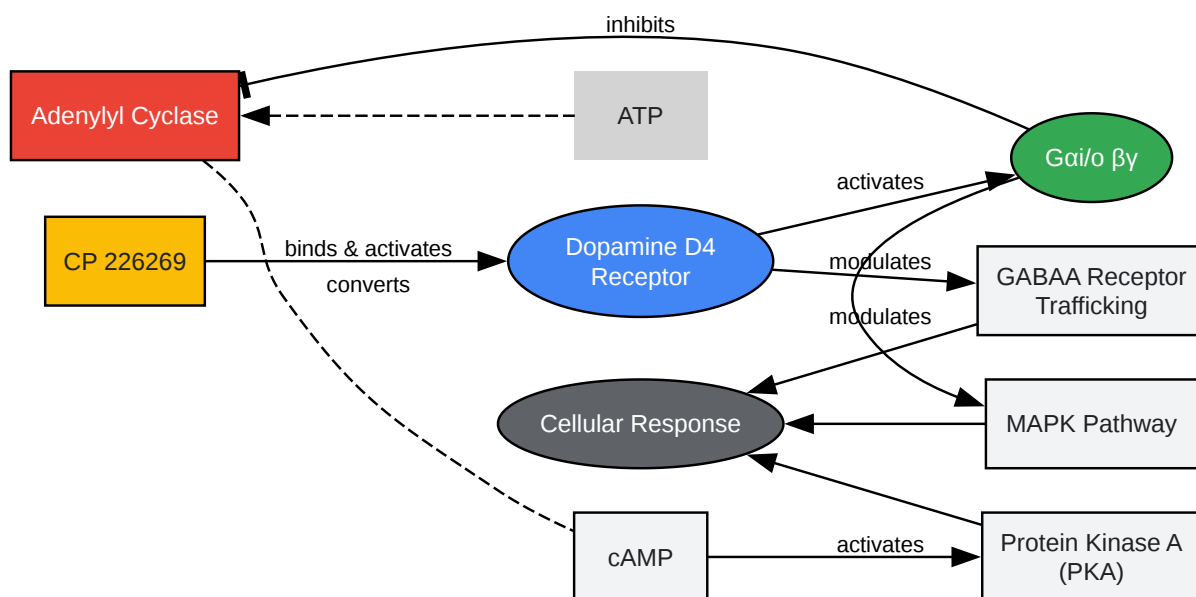 inhibits
Adenylyl Cyclase
ATP
Gαi/o βγ
activates
CP 226269
binds & activates
converts
Dopamine D4
Receptor
modulates
GABAA Receptor
Trafficking
modulates
Cellular Response
MAPK Pathway
cAMP
activates
Protein Kinase A
(PKA)